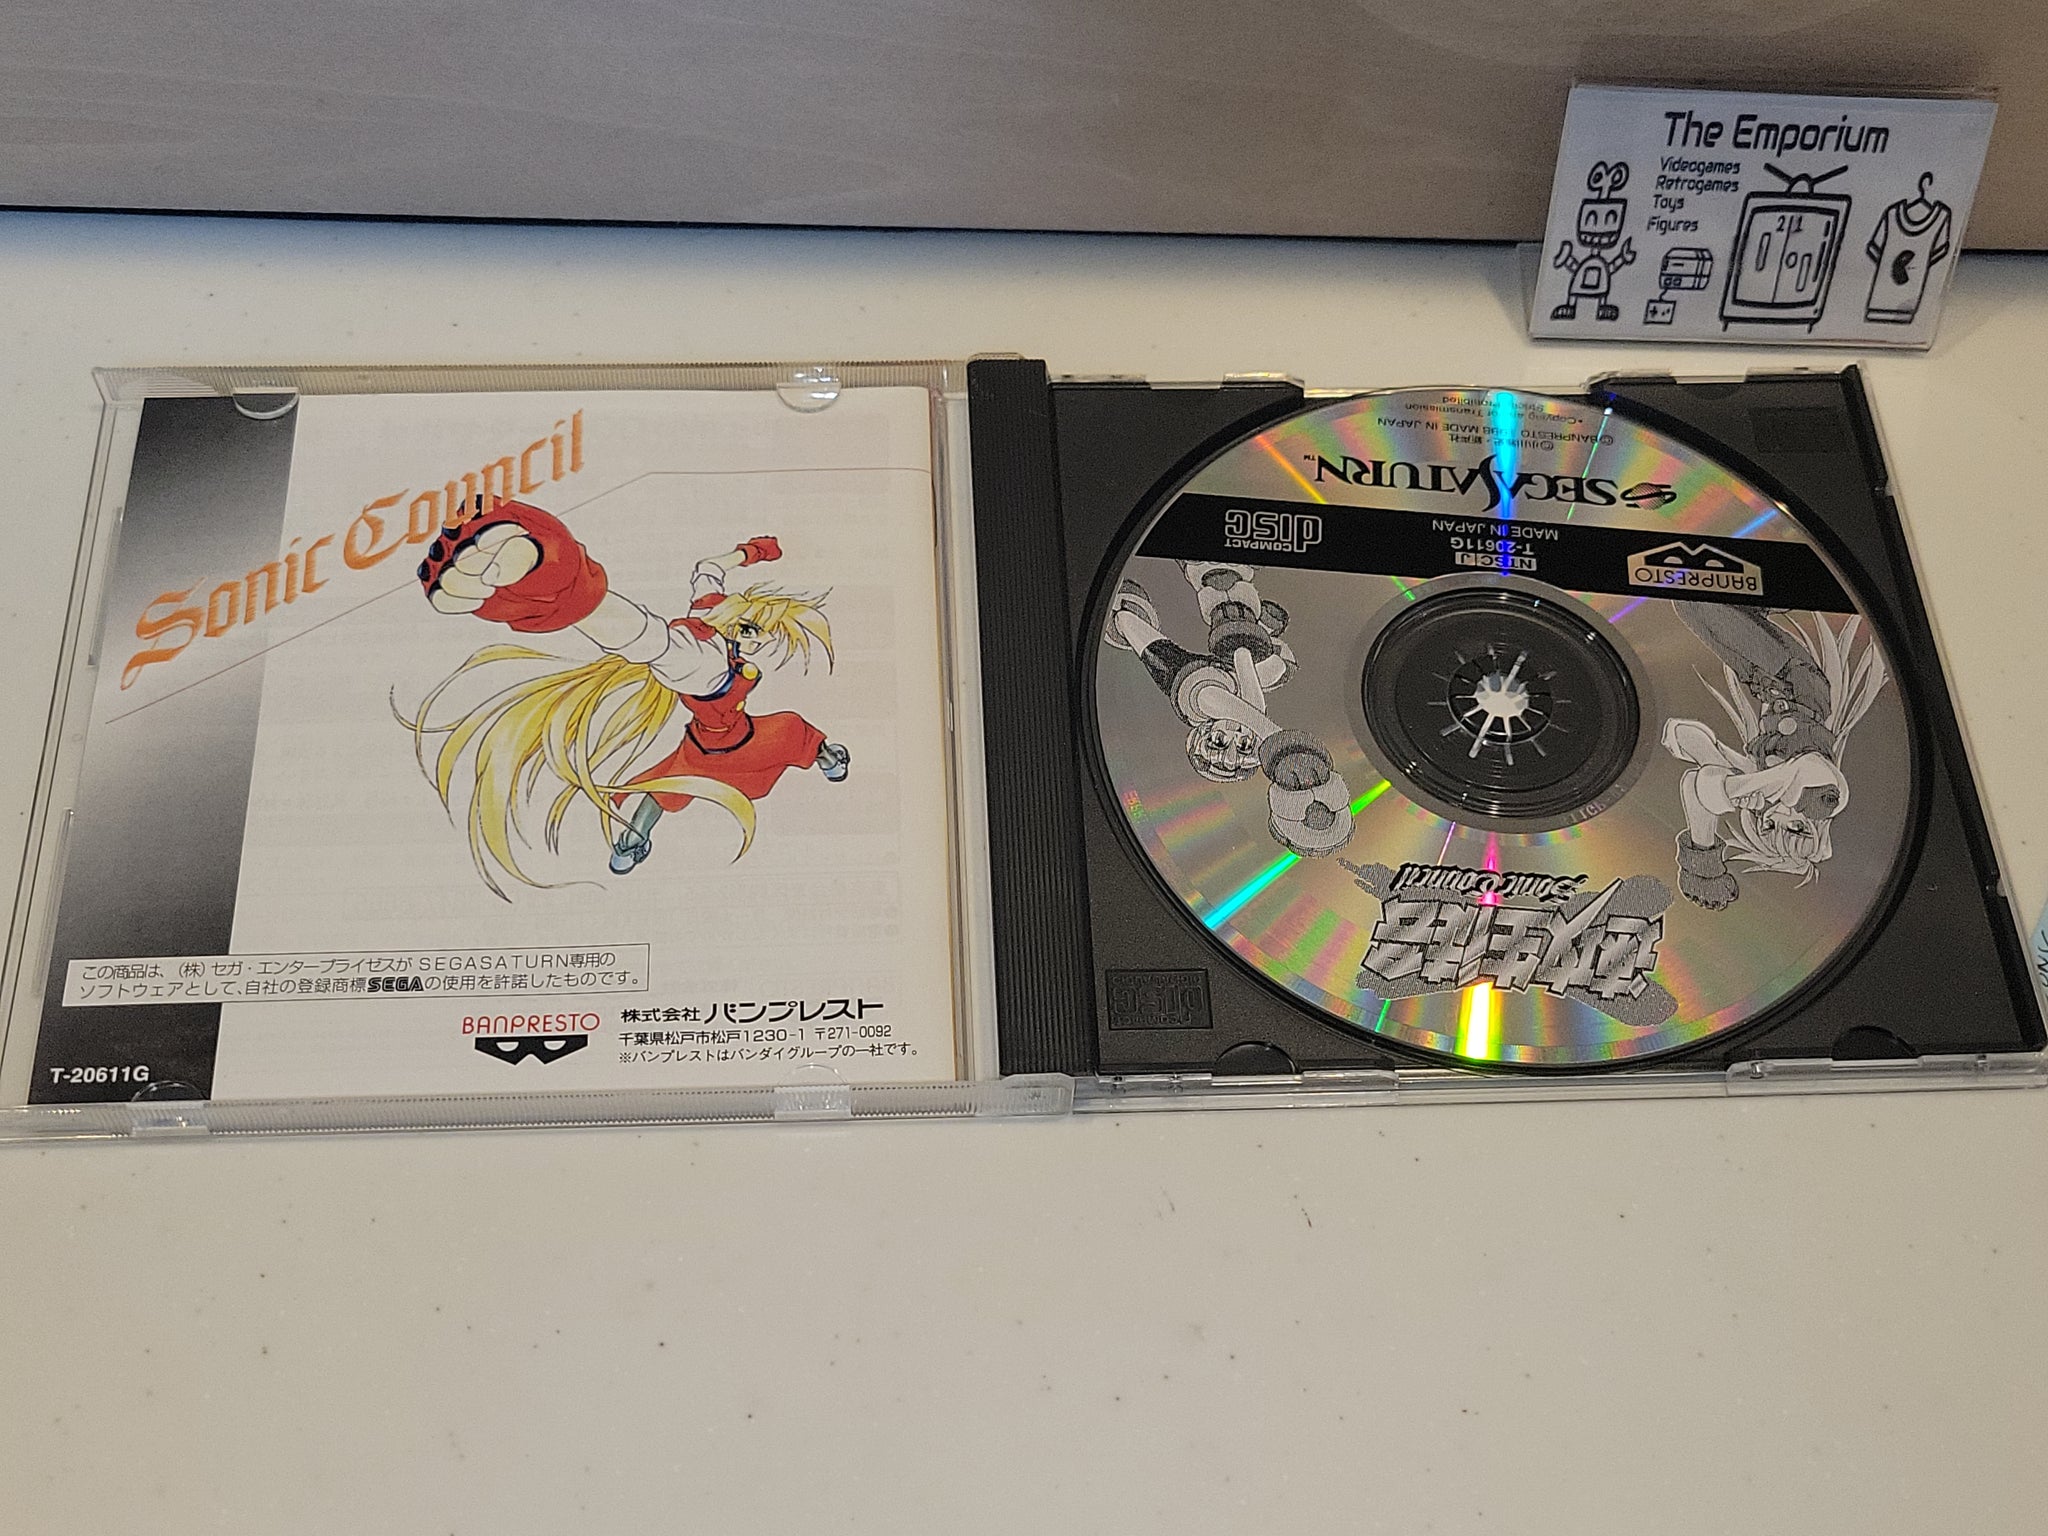 The Emporium
Videogames
Retrogames
Toys
Figures
21
Sonic Council
この商品は、(株)セガ・エンタープライゼスが SEGASATURN専用の
ソフトウェアとして、自社の登録商標SEGAの使用を許諾したものです。
BANPRESTO
株式会社 バンプレスト
千葉県松戸市松戸1230-1 〒271-0092
※バンプレストはバンダイグループの一社です。
T-20611G
Sonic Council
BANPRESTO
NTSC J
T-20611G
MADE IN JAPAN
COMPACT
disc
SEGASATURN™
©BANPRESTO 1998 MADE IN JAPAN